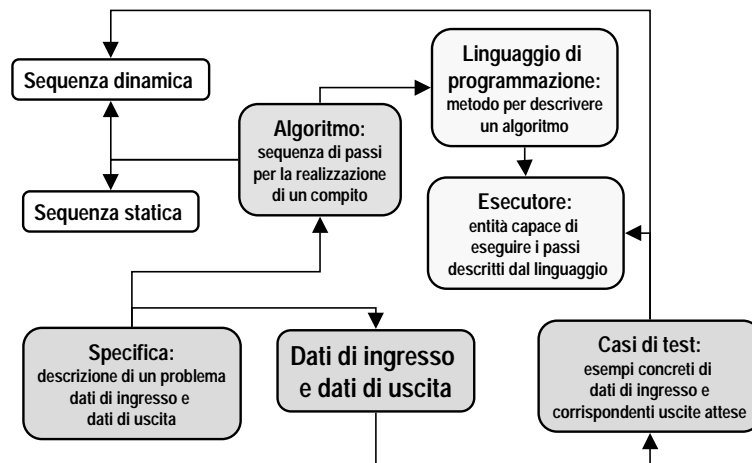 Sequenza dinamica
Sequenza statica
Algoritmo:
sequenza di passi
per la realizzazione
di un compito
Linguaggio di
programmazione:
metodo per descrivere
un algoritmo
Esecutore:
entità capace di
eseguire i passi
descritti dal linguaggio
Specifica:
descrizione di un problema
dati di ingresso e
dati di uscita
Dati di ingresso
e dati di uscita
Casi di test:
esempi concreti di
dati di ingresso e
corrispondenti uscite attese